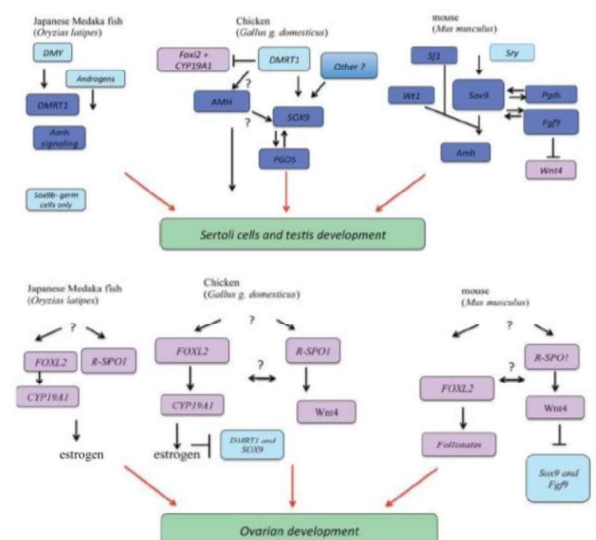 Japanese Medaka fish
(Oryzias latipes)
DMY
Androgens
DMRT1
Amh
signaling
Sox9b- germ
cells only
Chicken
(Gallus g. domesticus)
Foxl2 +
CYP19A1
DMRT1
Other ?
?
AMH
?
SOX9
PGDS
mouse
(Mus musculus)
Sf1
Sry
Wt1
Sox9
Pgds
Fgf9
Amh
Wnt4
Sertoli cells and testis development
Japanese Medaka fish
(Oryzias latipes)
?
FOXL2
R-SPO1
CYP19A1
estrogen
Chicken
(Gallus g. domesticus)
?
FOXL2
R-SPO1
?
CYP19A1
Wnt4
estrogen
DMRT1 and
SOX9
mouse
(Mus musculus)
?
R-SPO1
?
FOXL2
Wnt4
Follistatin
Sox9 and
Fgf9
Ovarian development